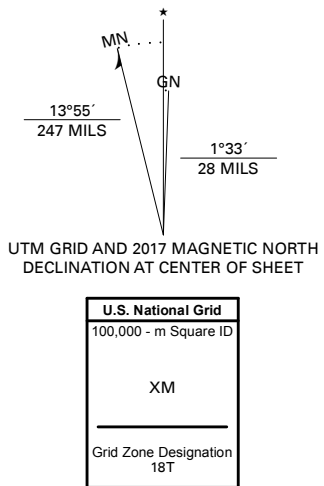 ★
MN
GN
13°55´
247 MILS
1°33´
28 MILS
UTM GRID AND 2017 MAGNETIC NORTH
DECLINATION AT CENTER OF SHEET
U.S. National Grid
100,000 - m Square ID
XM
Grid Zone Designation
18T